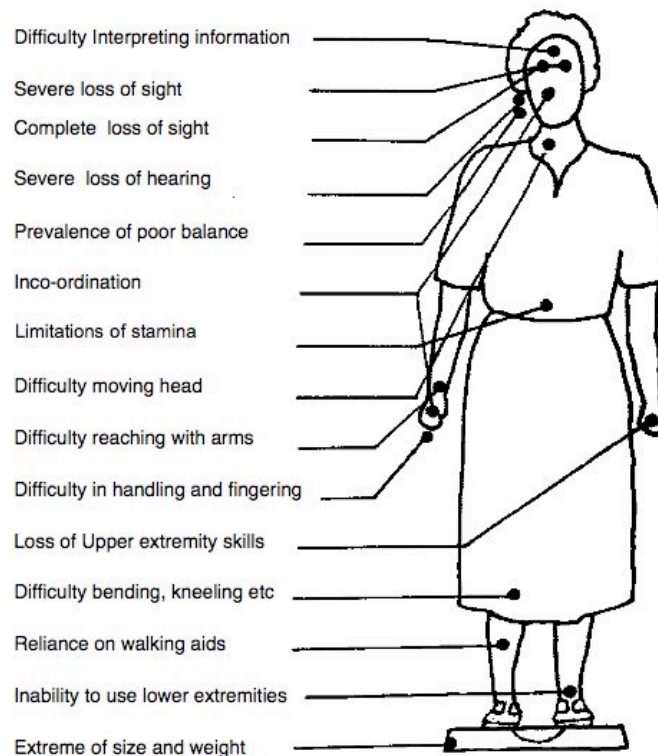 Difficulty Interpreting information
Severe loss of sight
Complete loss of sight
Severe loss of hearing
Prevalence of poor balance
Inco-ordination
Limitations of stamina
Difficulty moving head
Difficulty reaching with arms
Difficulty in handling and fingering
Loss of Upper extremity skills
Difficulty bending, kneeling etc
Reliance on walking aids
Inability to use lower extremities
Extreme of size and weight